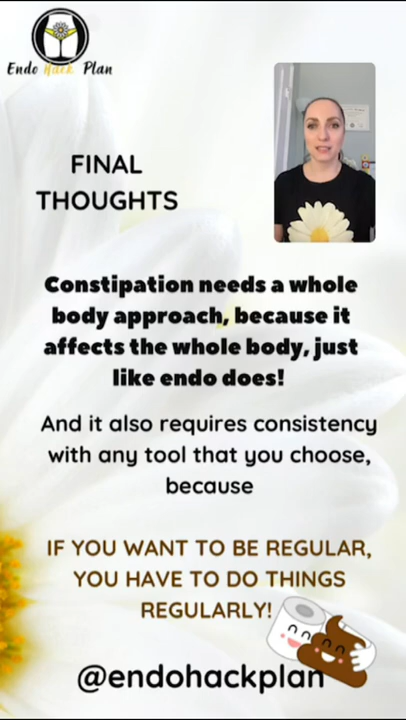 Endo Hack Plan
FINAL
THOUGHTS
Constipation needs a whole
body approach, because it
affects the whole body, just
like endo does!
And it also requires consistency
with any tool that you choose,
because
IF YOU WANT TO BE REGULAR,
YOU HAVE TO DO THINGS
REGULARLY!
@endohackplan